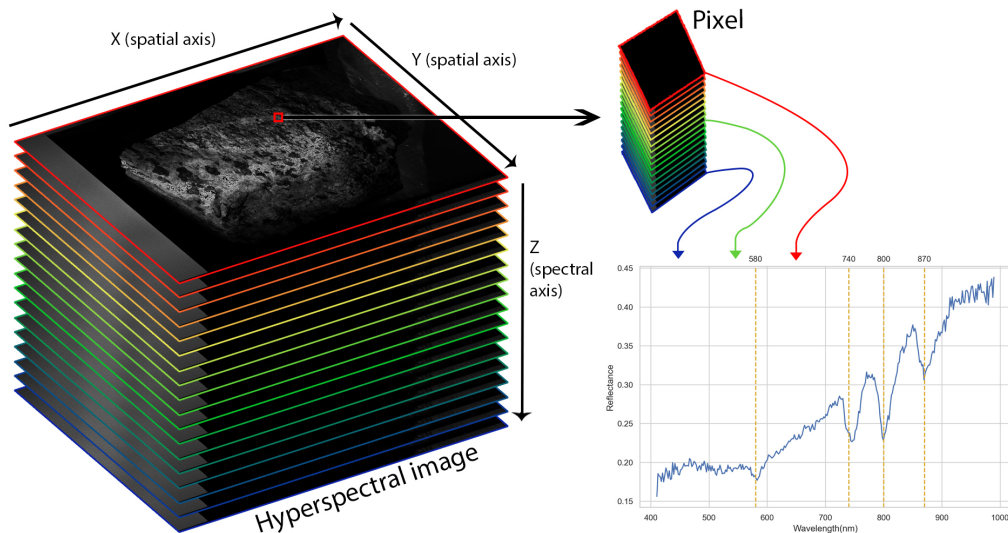 X (spatial axis)
Y (spatial axis)
Z
(spectral
axis)
Hyperspectral image
Pixel
580
740
800
870
0.45
0.40
0.35
0.30
0.25
0.20
0.15
Reflectance
400
500
600
700
800
900
1000
Wavelength(nm)